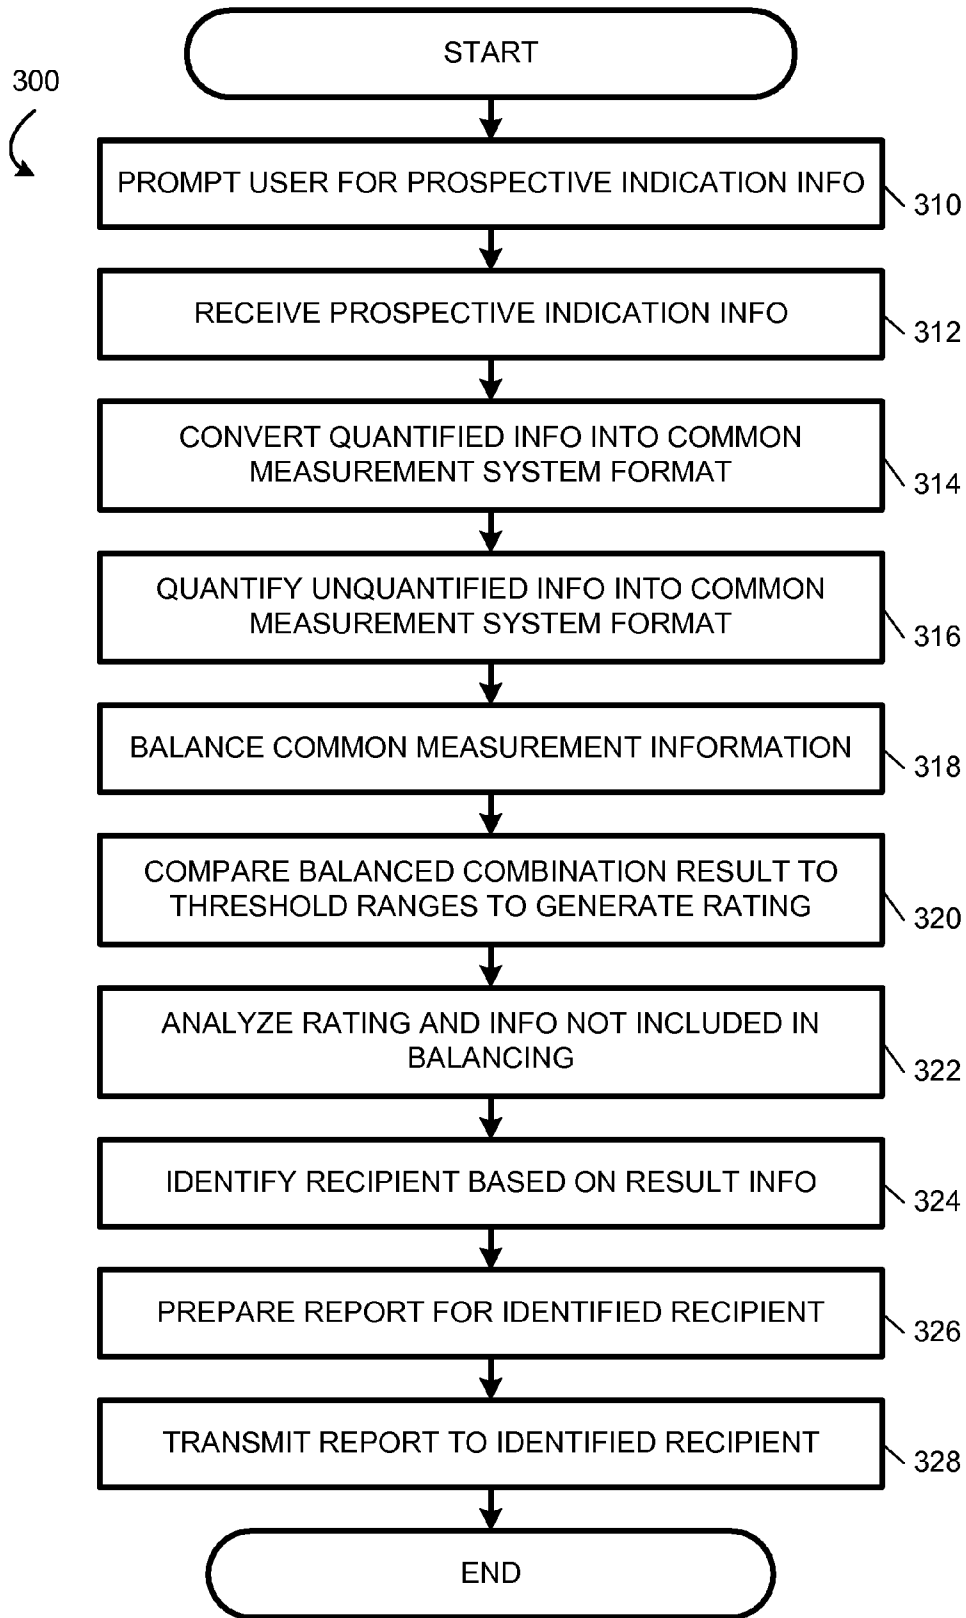 START
300
PROMPT USER FOR PROSPECTIVE INDICATION INFO
310
RECEIVE PROSPECTIVE INDICATION INFO
312
CONVERT QUANTIFIED INFO INTO COMMON
MEASUREMENT SYSTEM FORMAT
314
QUANTIFY UNQUANTIFIED INFO INTO COMMON
MEASUREMENT SYSTEM FORMAT
316
BALANCE COMMON MEASUREMENT INFORMATION
318
COMPARE BALANCED COMBINATION RESULT TO
THRESHOLD RANGES TO GENERATE RATING
320
ANALYZE RATING AND INFO NOT INCLUDED IN
BALANCING
322
IDENTIFY RECIPIENT BASED ON RESULT INFO
324
PREPARE REPORT FOR IDENTIFIED RECIPIENT
326
TRANSMIT REPORT TO IDENTIFIED RECIPIENT
328
END